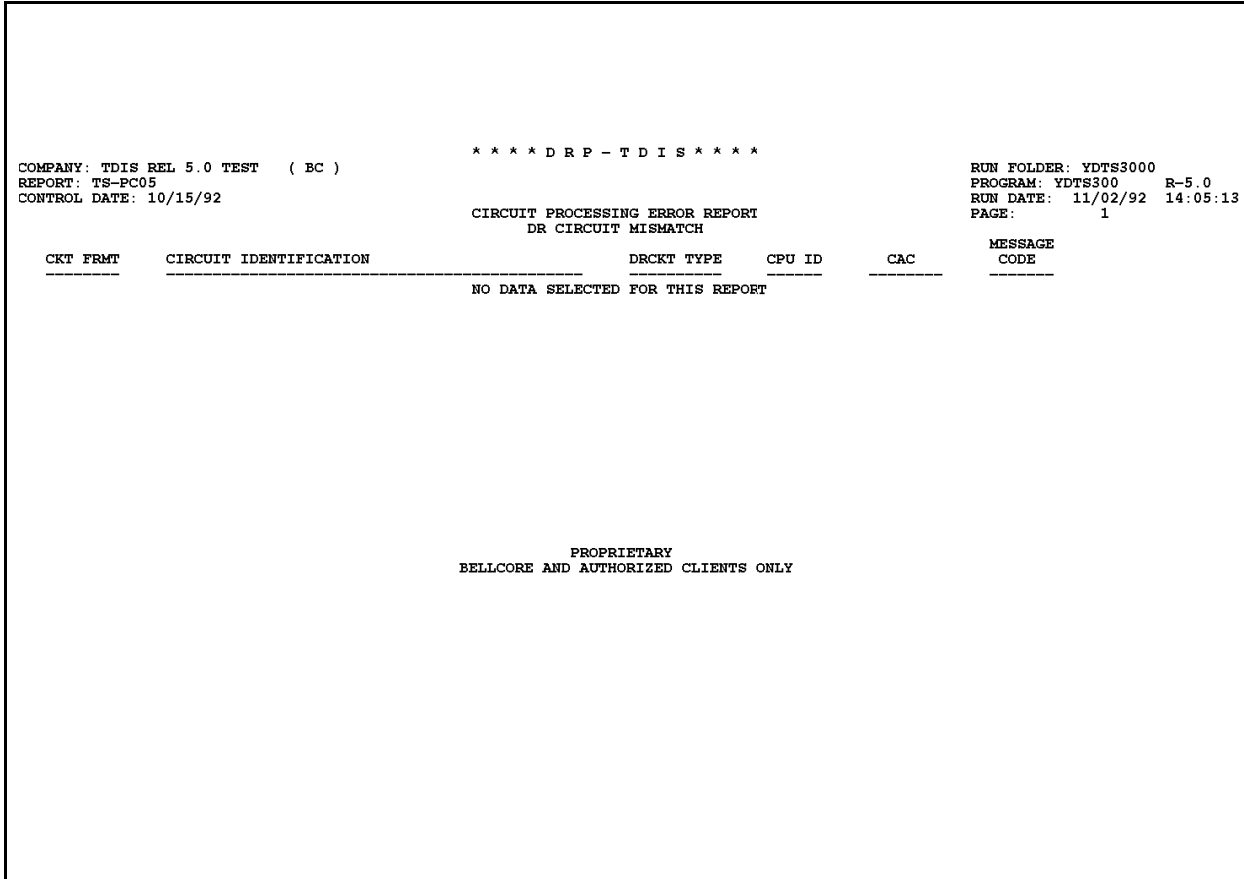 * * * * D R P – T D I S * * * *
COMPANY: TDIS REL 5.0 TEST ( BC ) RUN FOLDER: YDTS3000
REPORT: TS–PC05 PROGRAM: YDTS300 R–5.0
CONTROL DATE: 10/15/92 RUN DATE: 11/02/92 14:05:13
CIRCUIT PROCESSING ERROR REPORT PAGE: 1
DR CIRCUIT MISMATCH
MESSAGE
CKT FRMT CIRCUIT IDENTIFICATION DRCKT TYPE CPU ID CAC CODE
NO DATA SELECTED FOR THIS REPORT
PROPRIETARY
BELLCORE AND AUTHORIZED CLIENTS ONLY